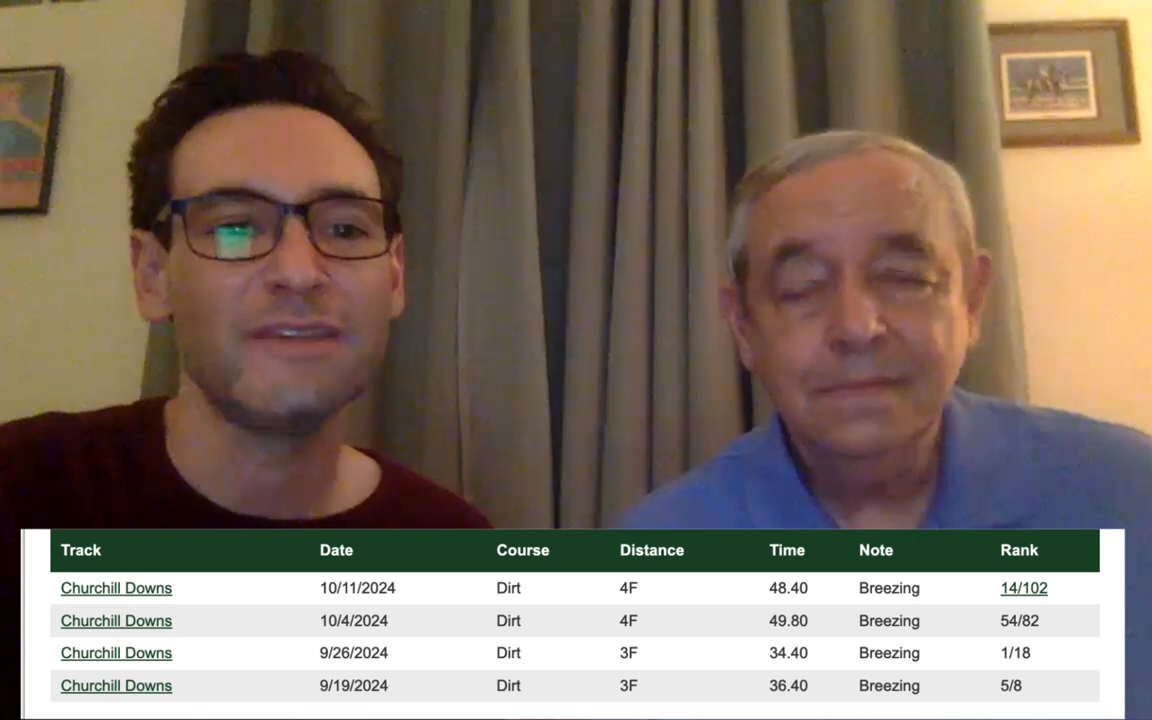 Track Date Course Distance Time Note Rank
Churchill Downs 10/11/2024 Dirt 4F 48.40 Breezing 14/102
Churchill Downs 10/4/2024 Dirt 4F 49.80 Breezing 54/82
Churchill Downs 9/26/2024 Dirt 3F 34.40 Breezing 1/18
Churchill Downs 9/19/2024 Dirt 3F 36.40 Breezing 5/8